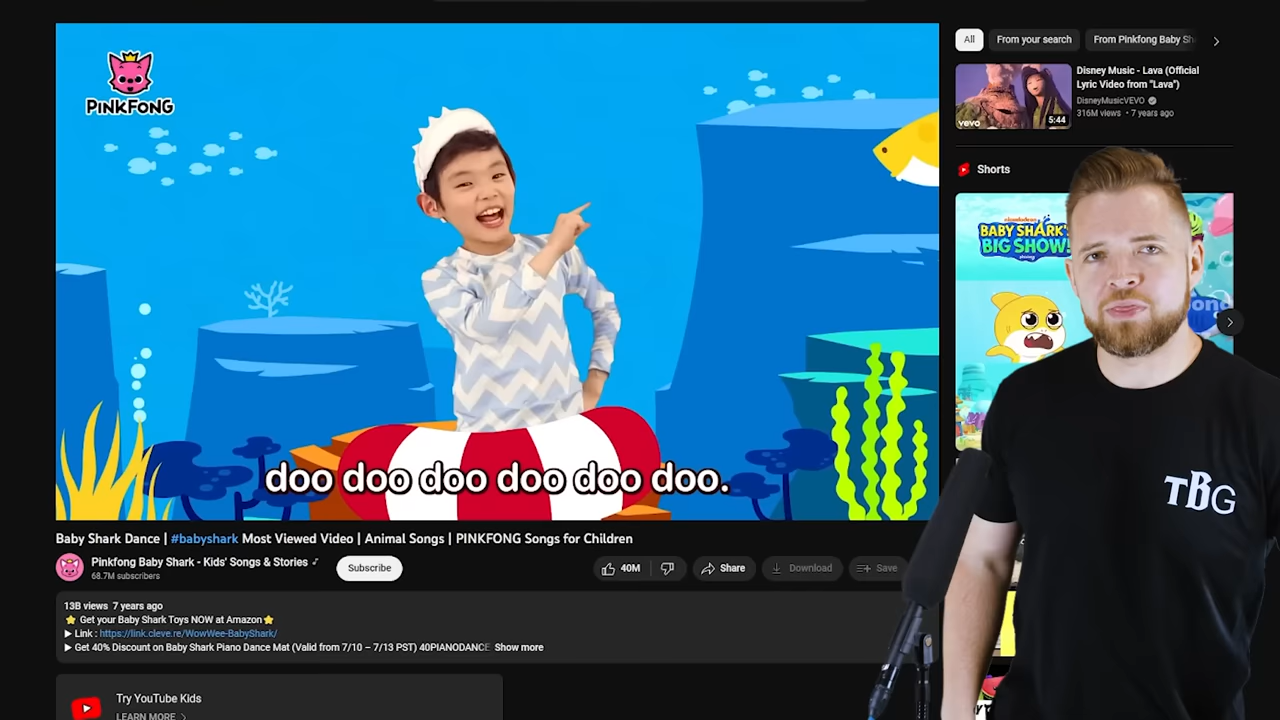 PINKFONG
doo doo doo doo doo doo.
Baby Shark Dance | #babyshark Most Viewed Video | Animal Songs | PINKFONG Songs for Children
Pinkfong Baby Shark - Kids' Songs & Stories
68.7M subscribers
Subscribe
40M
Share
Download
Save
13B views 7 years ago
Get your Baby Shark Toys NOW at Amazon
Link : https://link.cleve.re/WowWee-BabyShark/
Get 40% Discount on Baby Shark Piano Dance Mat (Valid from 7/10 – 7/13 PST) 40PIANODANCE Show more
Try YouTube Kids
LEARN MORE
All
From your search
From Pinkfong Baby Sh
Disney Music - Lava (Official
Lyric Video from "Lava")
DisneyMusicVEVO
316M views • 7 years ago
vevo
5:44
Shorts
nickelodeon
BABY SHARK'S
BIG SHOW!
TBG